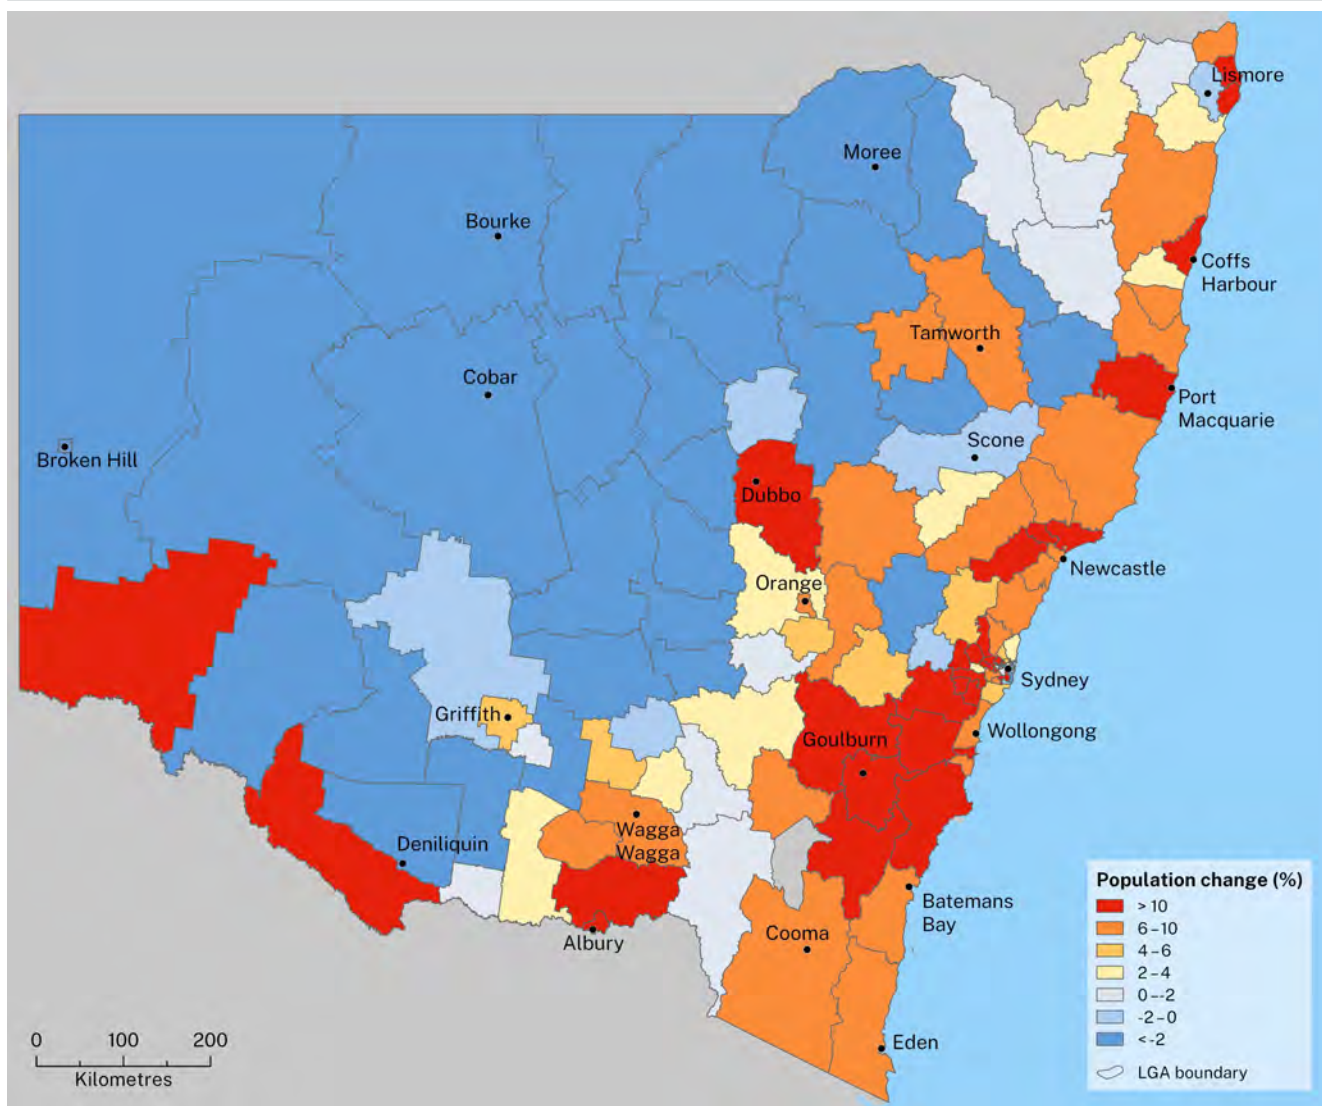 Lismore
Moree
Bourke
Coffs
Harbour
Tamworth
Cobar
Port
Macquarie
Scone
Broken Hill
Dubbo
Newcastle
Orange
Sydney
Griffith
Wollongong
Goulburn
Wagga
Wagga
Deniliquin
Batemans
Bay
Cooma
Albury
Eden
Population change (%)
> 10
6–10
4–6
2–4
0–-2
-2–0
< -2
LGA boundary
0 100 200
Kilometres